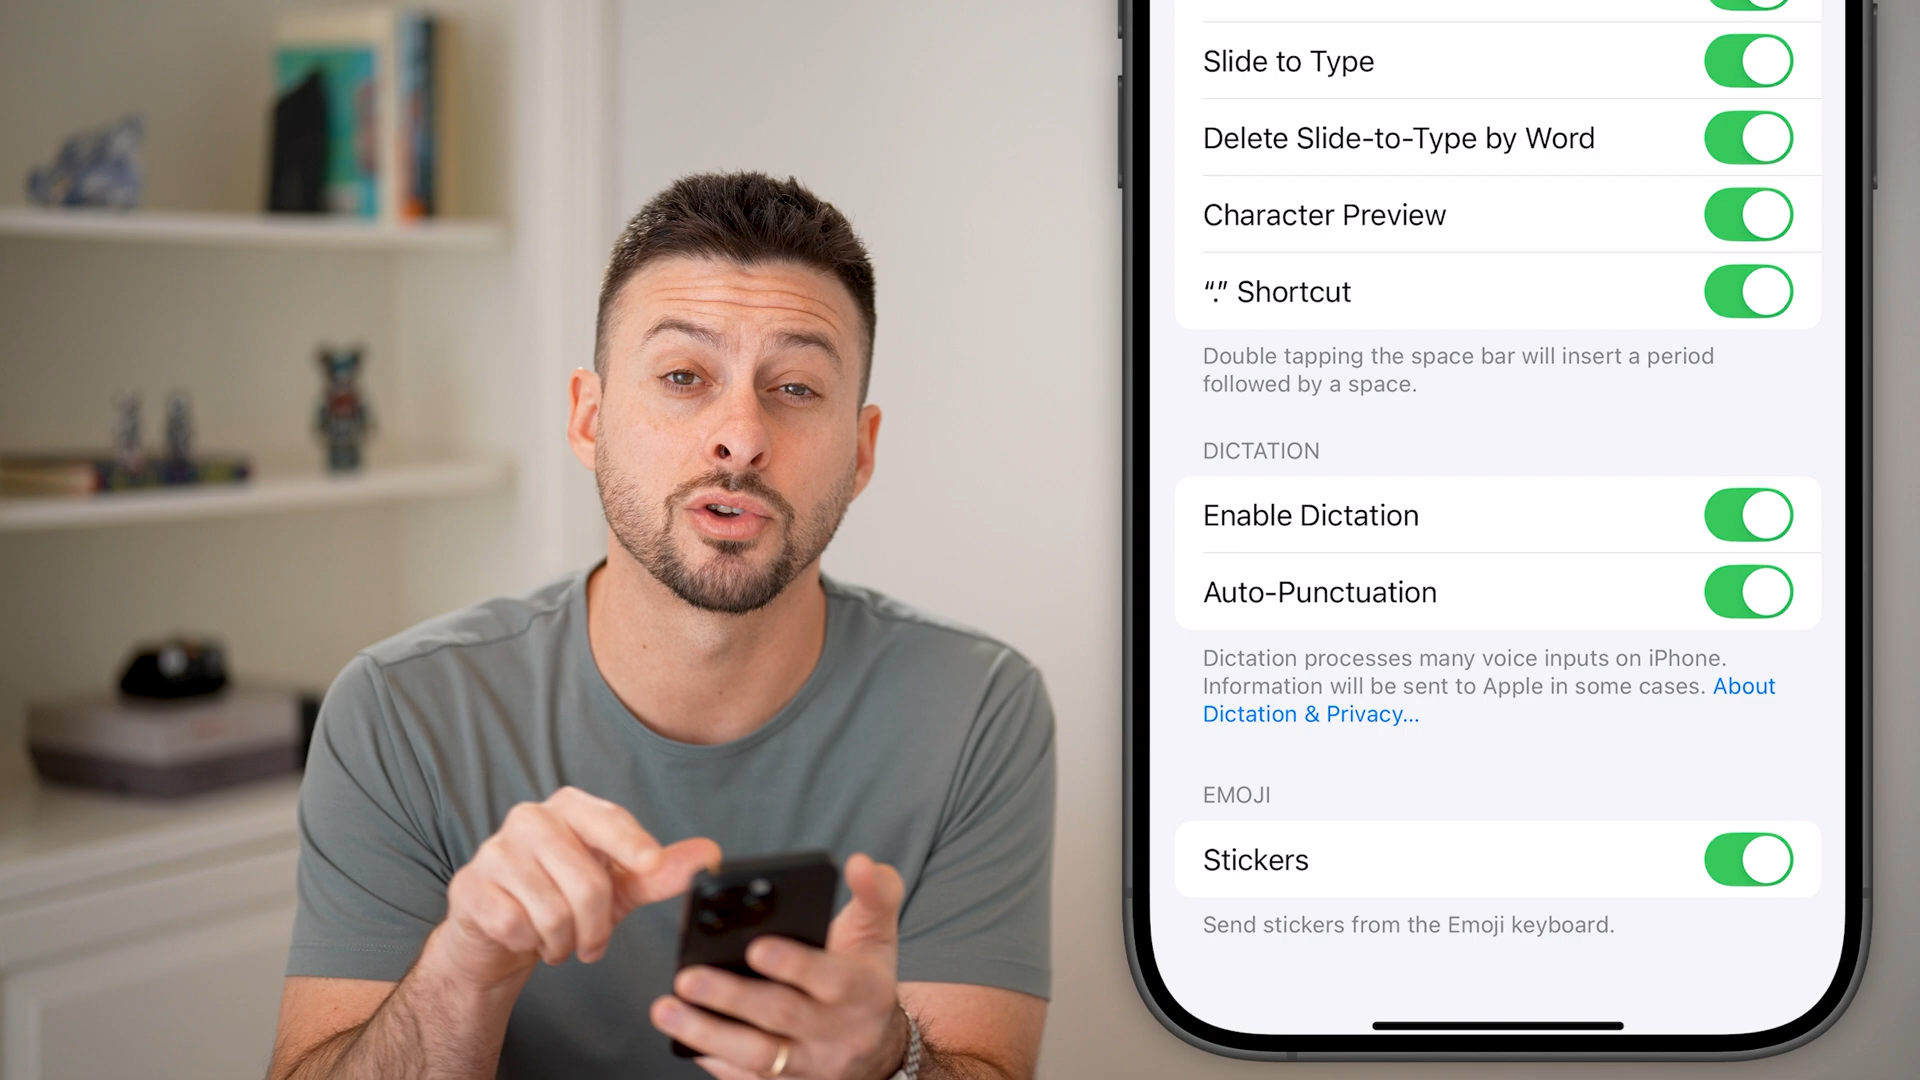 Slide to Type
Delete Slide-to-Type by Word
Character Preview
“.” Shortcut
Double tapping the space bar will insert a period
followed by a space.
DICTATION
Enable Dictation
Auto-Punctuation
Dictation processes many voice inputs on iPhone.
Information will be sent to Apple in some cases. About
Dictation & Privacy...
EMOJI
Stickers
Send stickers from the Emoji keyboard.